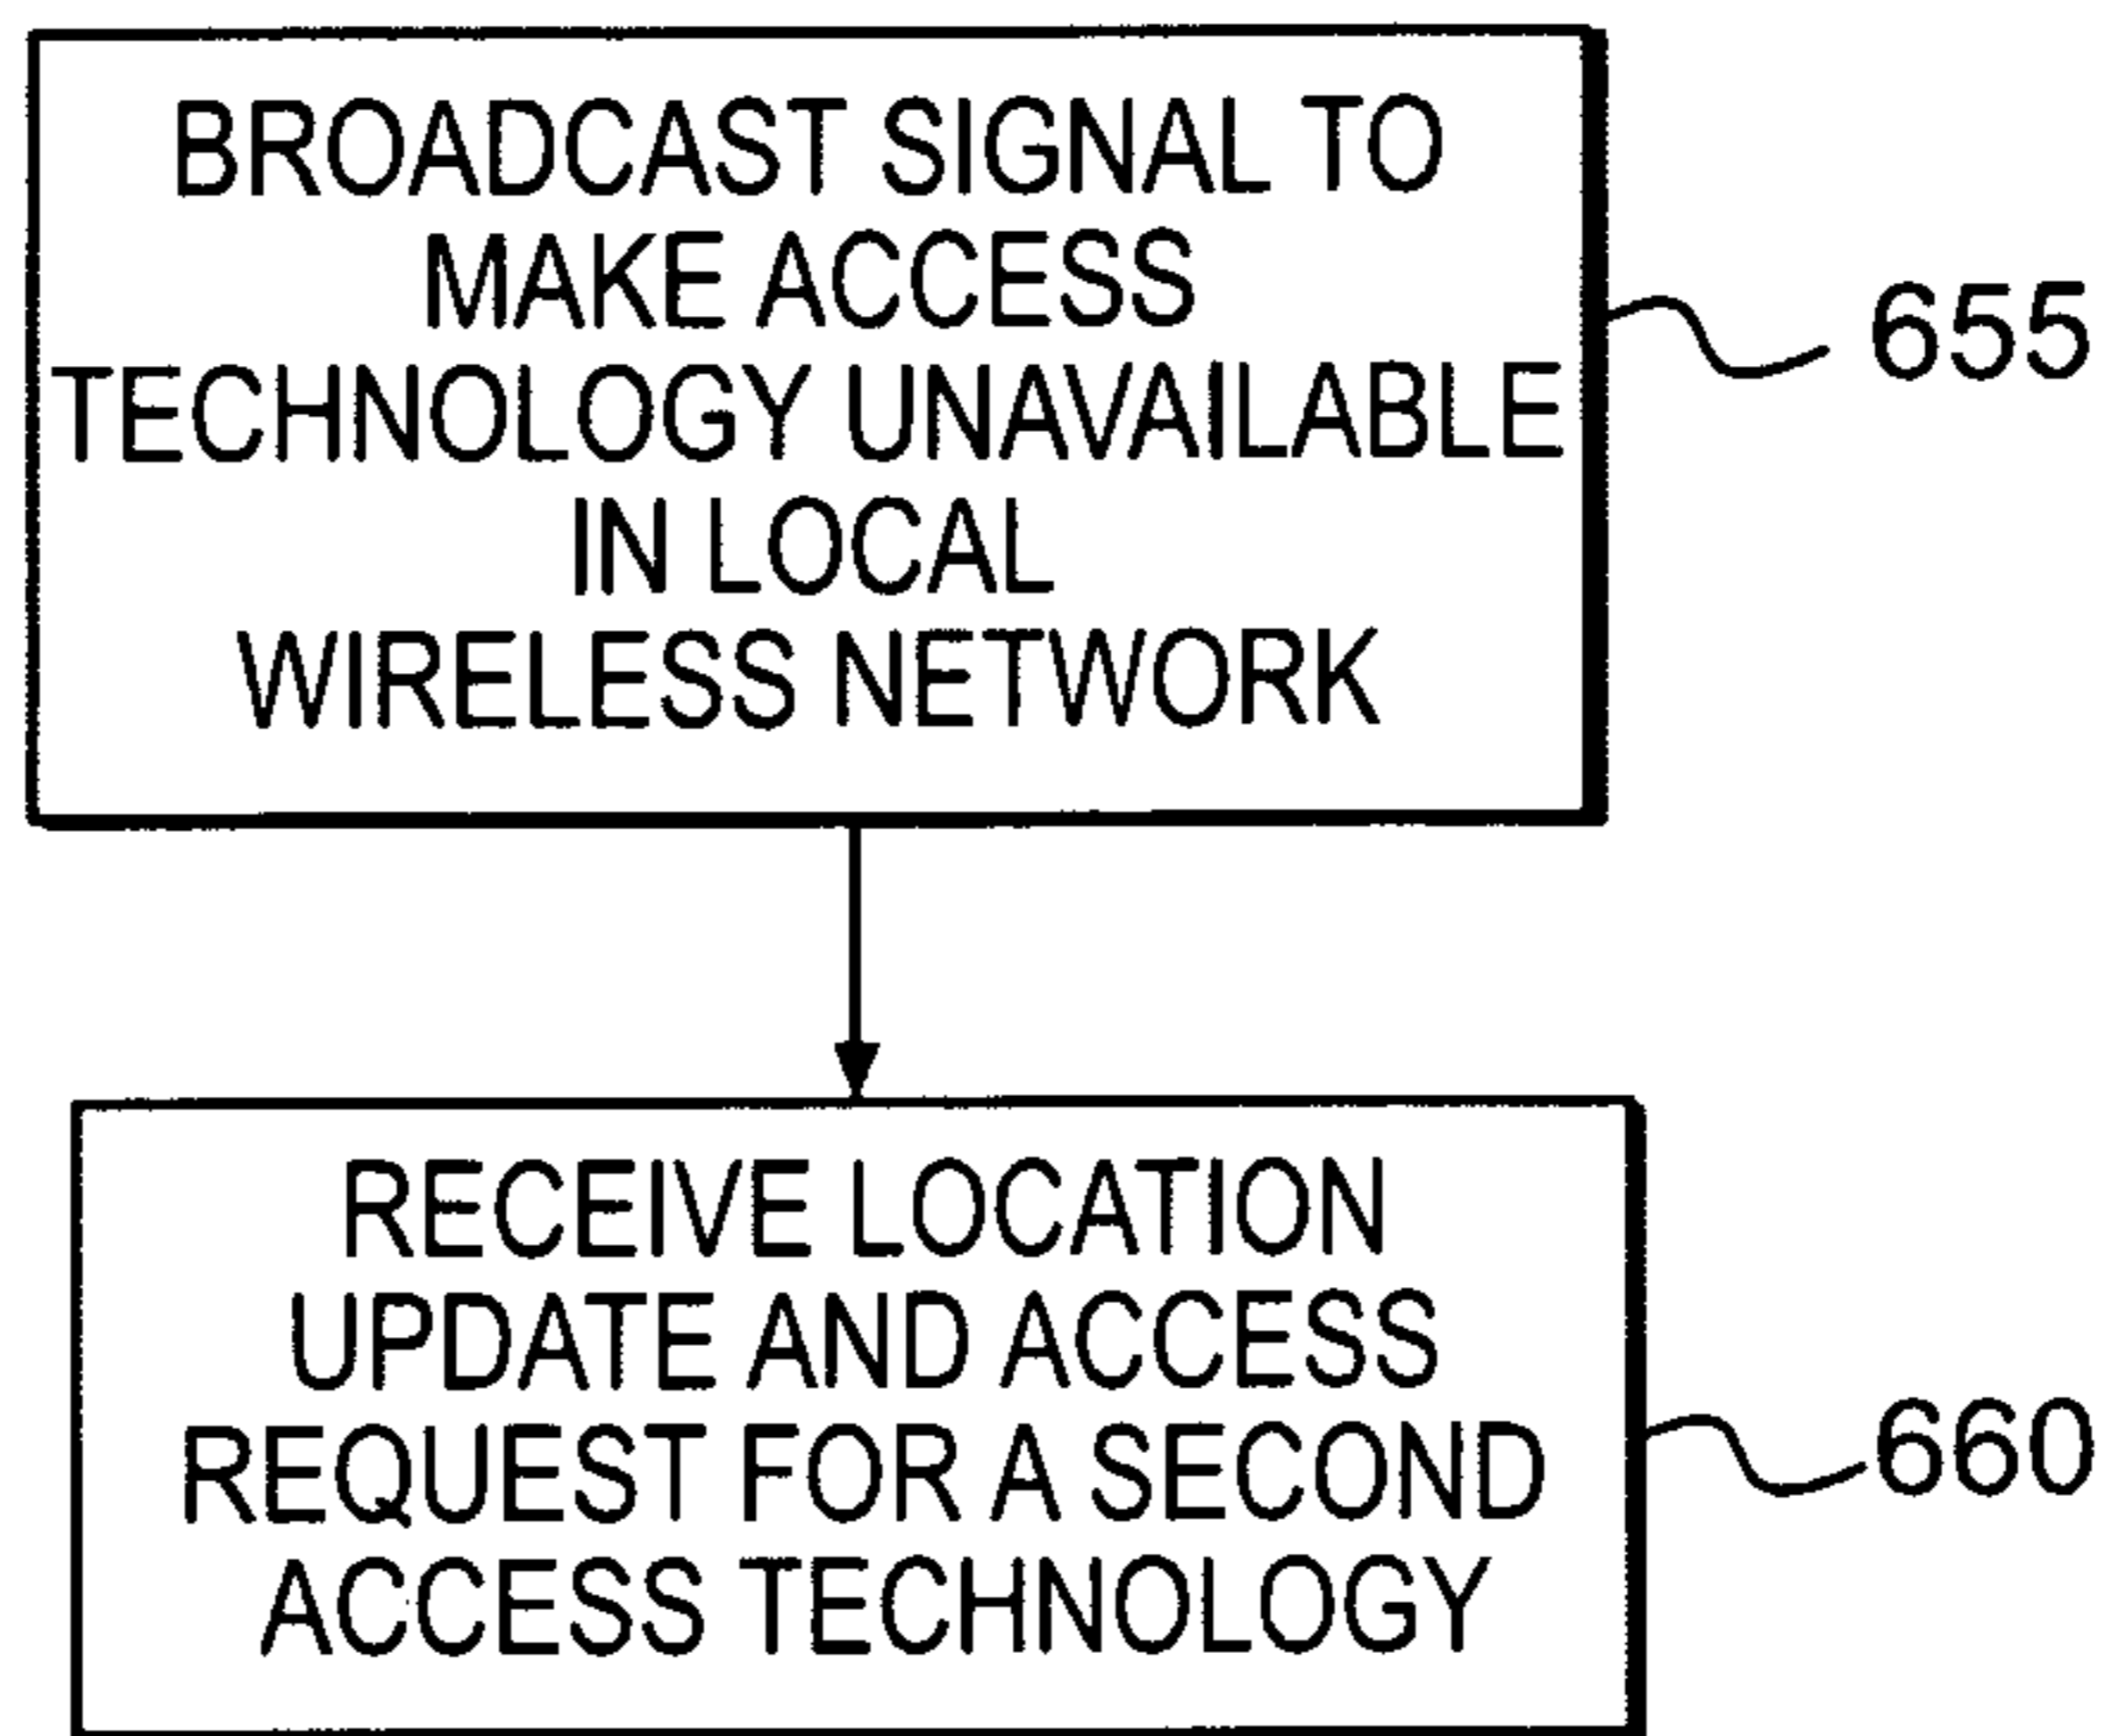 BROADCAST SIGNAL TO
MAKE ACCESS
TECHNOLOGY UNAVAILABLE
IN LOCAL
WIRELESS NETWORK
655
RECEIVE LOCATION
UPDATE AND ACCESS
REQUEST FOR A SECOND
ACCESS TECHNOLOGY
660